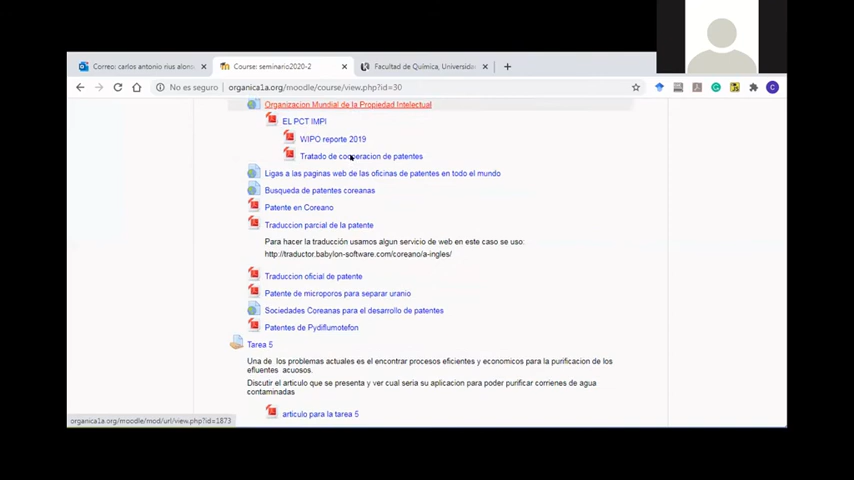 Correo: carlos antonio rius alons
Course: seminario2020-2
Facultad de Química, Universida
No es seguro
organica1a.org/moodle/course/view.php?id=30
Organizacion Mundial de la Propiedad Intelectual
EL PCT IMPI
WIPO reporte 2019
Tratado de cooperacion de patentes
Ligas a las paginas web de las oficinas de patentes en todo el mundo
Busqueda de patentes coreanas
Patente en Coreano
Traduccion parcial de la patente
Para hacer la traducción usamos algun servicio de web en este caso se uso:
http://traductor.babylon-software.com/coreano/a-ingles/
Traduccion oficial de patente
Patente de microporos para separar uranio
Sociedades Coreanas para el desarrollo de patentes
Patentes de Pydiflumotefon
Tarea 5
Una de los problemas actuales es el encontrar procesos eficientes y economicos para la purificacion de los
efluentes acuosos.
Discutir el articulo que se presenta y ver cual seria su aplicacion para poder purificar corrienes de agua
contaminadas
articulo para la tarea 5
organica1a.org/moodle/mod/url/view.php?id=1873